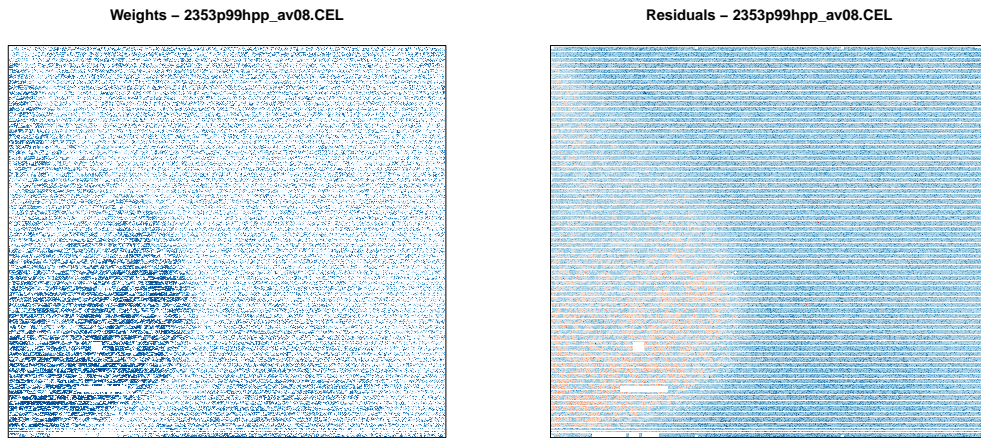 Weights – 2353p99hpp_av08.CEL
Residuals – 2353p99hpp_av08.CEL